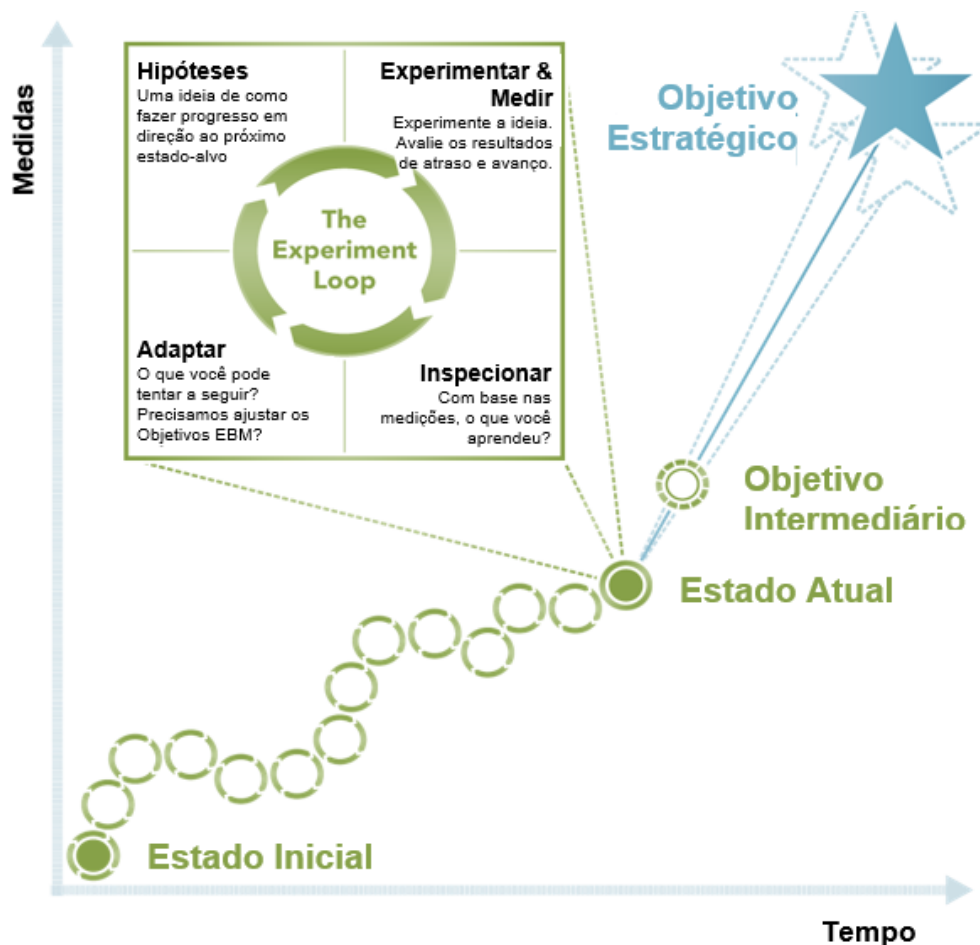 Medidas
Hipóteses
Uma ideia de como
fazer progresso em
direção ao próximo
estado-alvo
Experimentar &
Medir
Experimente a ideia.
Avalie os resultados
de atraso e avanço.
The
Experiment
Loop
Adaptar
O que você pode
tentar a seguir?
Precisamos ajustar os
Objetivos EBM?
Inspecionar
Com base nas
medições, o que você
aprendeu?
Objetivo
Estratégico
Objetivo
Intermediário
Estado Atual
Estado Inicial
Tempo